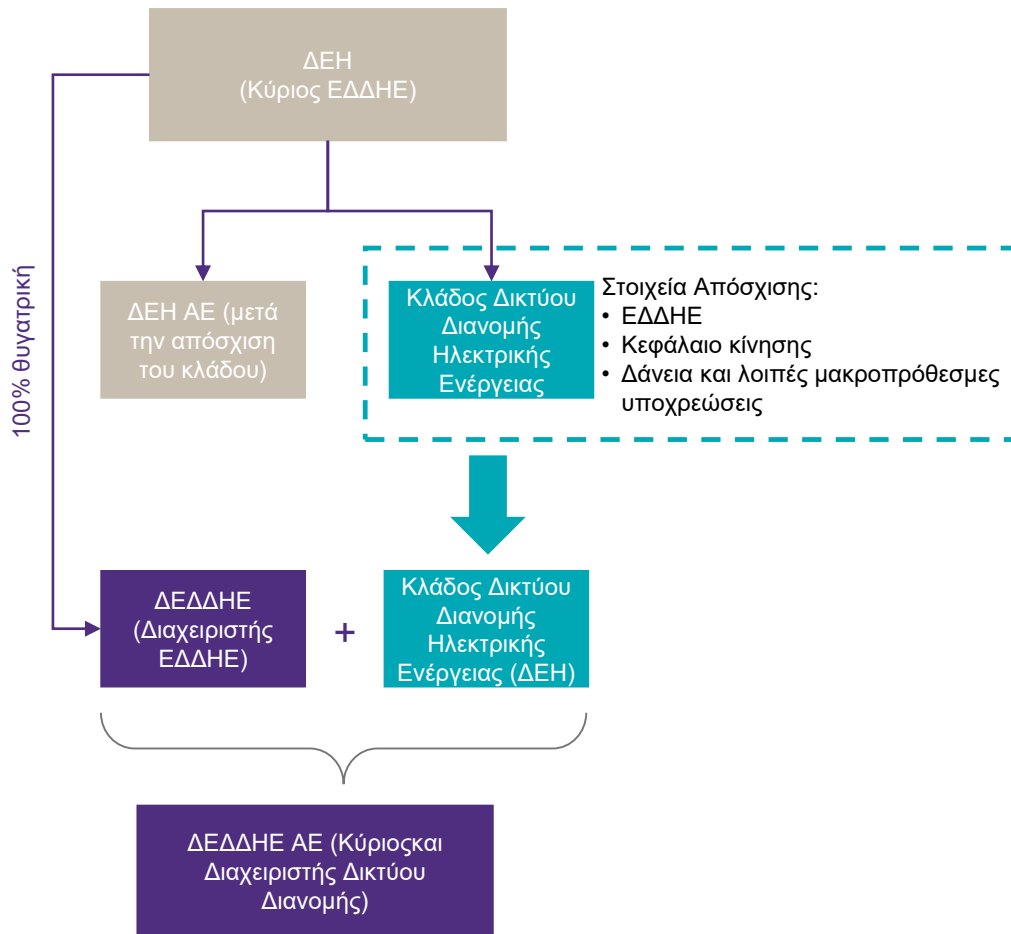 ΔΕΗ
(Κύριος ΕΔΔΗΕ)
100% θυγατρική
ΔΕΗ ΑΕ (μετά
την απόσχιση
του κλάδου)
Κλάδος Δικτύου
Διανομής
Ηλεκτρικής
Ενέργειας
Στοιχεία Απόσχισης:
• ΕΔΔΗΕ
• Κεφάλαιο κίνησης
• Δάνεια και λοιπές μακροπρόθεσμες
υποχρεώσεις
ΔΕΔΔΗΕ
(Διαχειριστής
ΕΔΔΗΕ)
+
Κλάδος Δικτύου
Διανομής
Ηλεκτρικής
Ενέργειας (ΔΕΗ)
ΔΕΔΔΗΕ ΑΕ (Κύριοςκαι
Διαχειριστής Δικτύου
Διανομής)